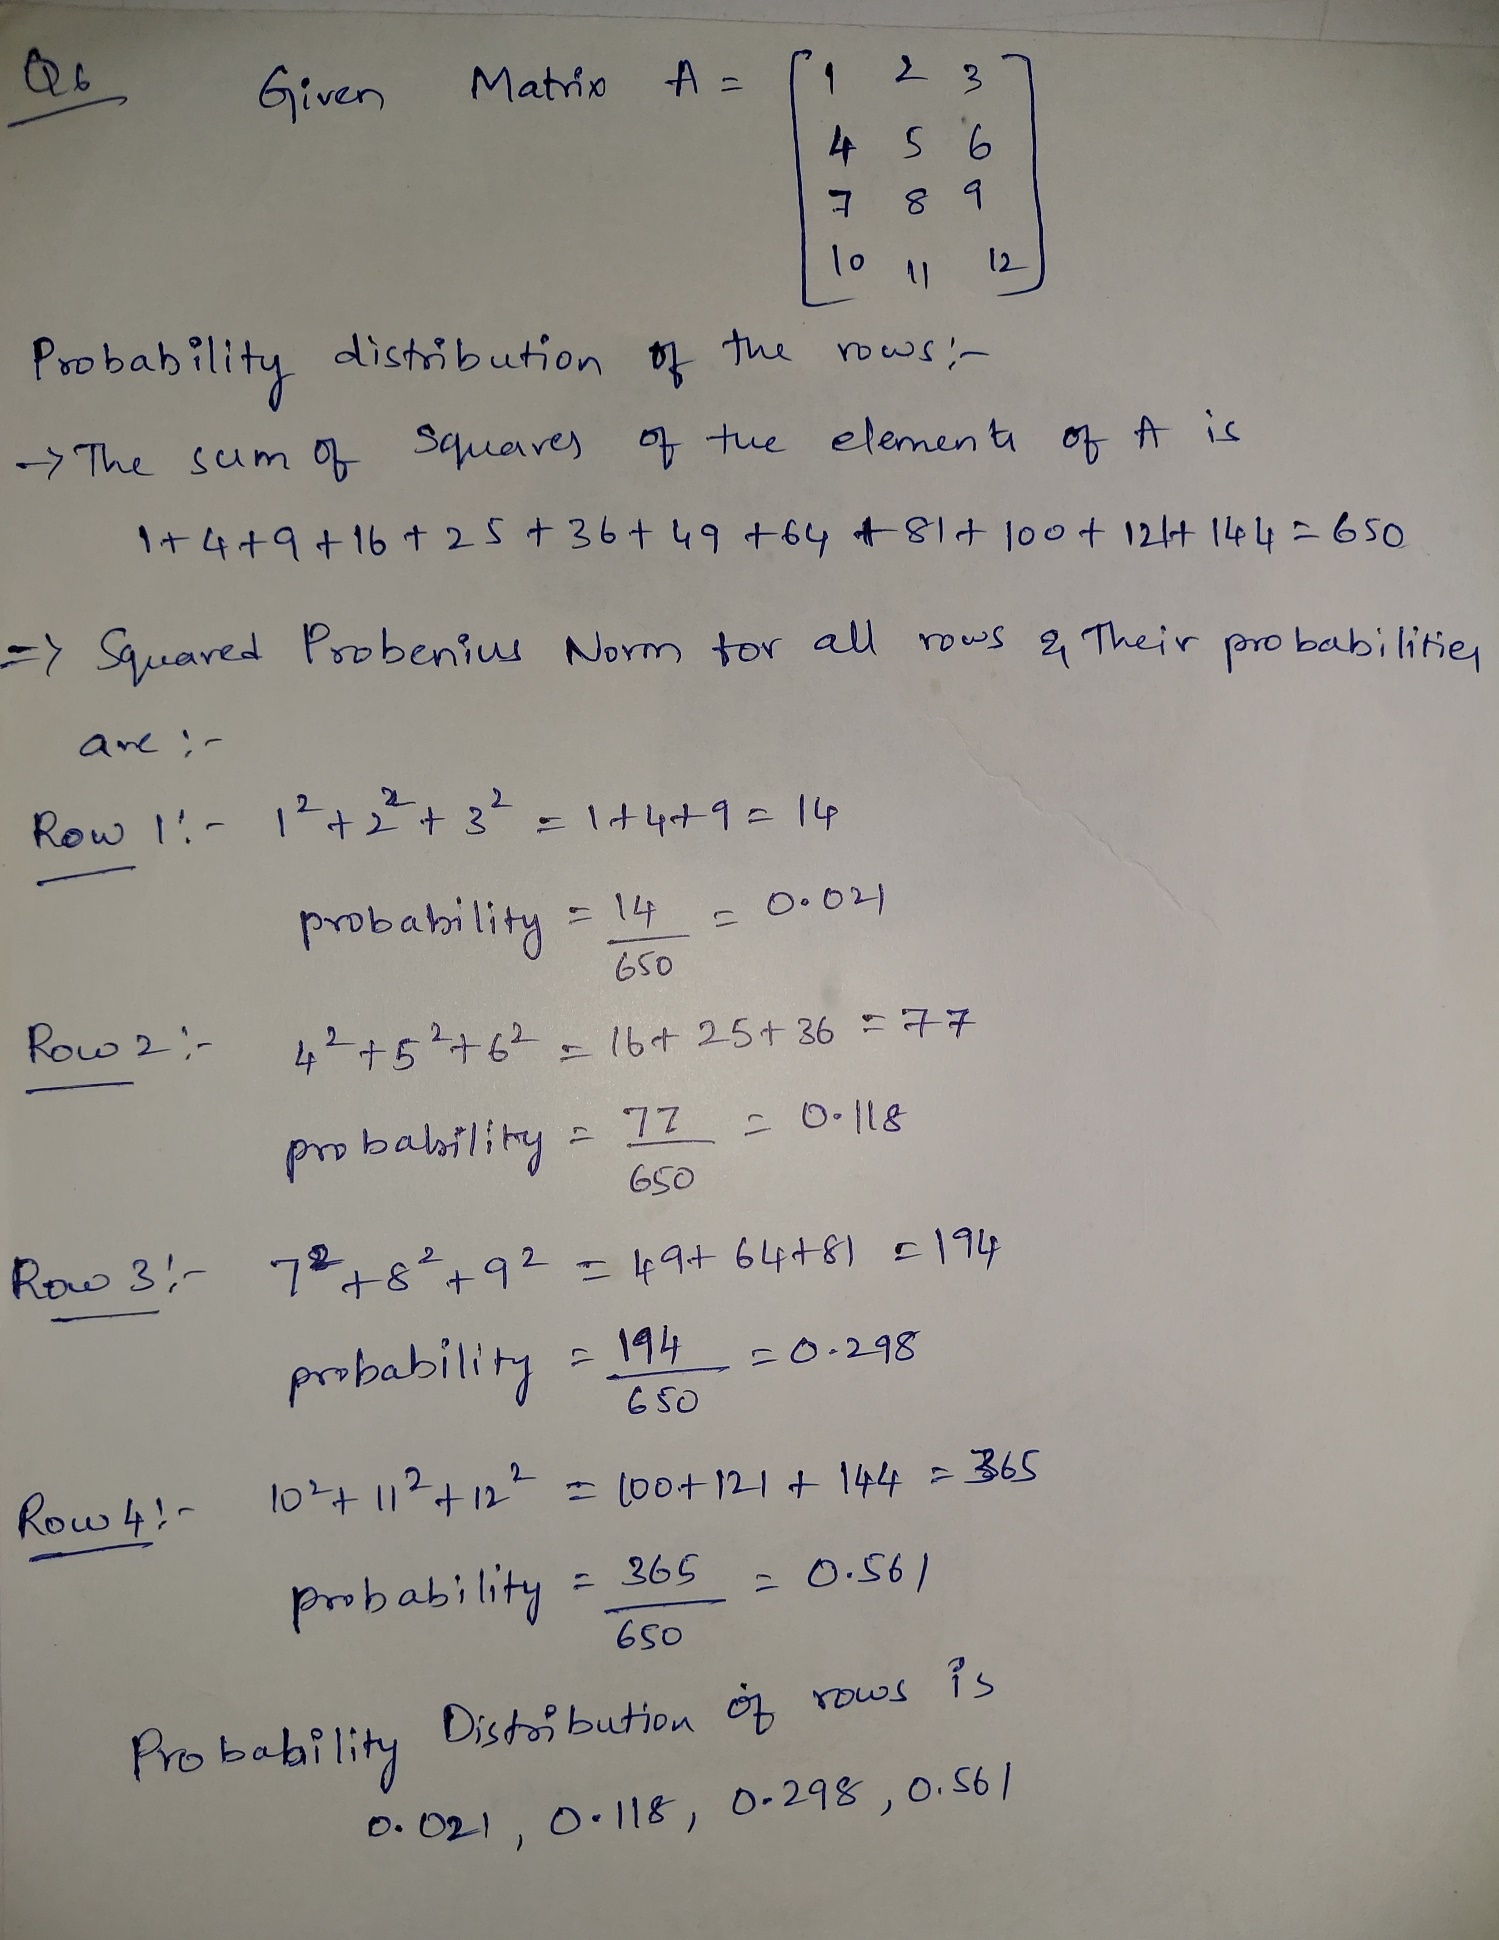 Q6 Given Matrix A = [1 2 3
4 5 6
7 8 9
10 11 12]
Probability distribution of the rows:-
→ The sum of squares of the elements of A is
1+4+9+16+25+36+49+64+81+100+121+144=650
=> Squared Probenius Norm for all rows & Their probabilities
are :-
Row 1:- 1²+2²+3² = 1+4+9 = 14
probability = 14/650 = 0.021
Row 2:- 4²+5²+6² = 16+25+36 = 77
probability = 77/650 = 0.118
Row 3:- 7²+8²+9² = 49+64+81 = 194
probability = 194/650 = 0.298
Row 4:- 10²+11²+12² = 100+121+144 = 365
probability = 365/650 = 0.561
Probability Distribution of rows is
0.021, 0.118, 0.298, 0.561